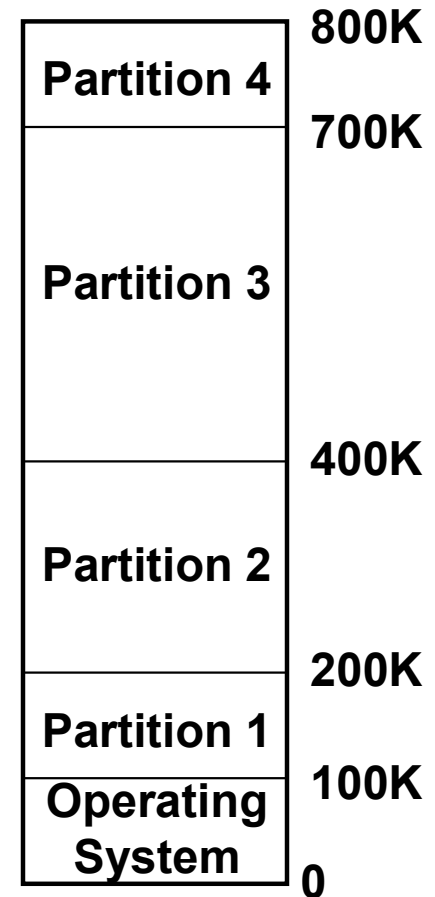 800K
Partition 4
700K
Partition 3
400K
Partition 2
200K
Partition 1
100K
Operating
System
0